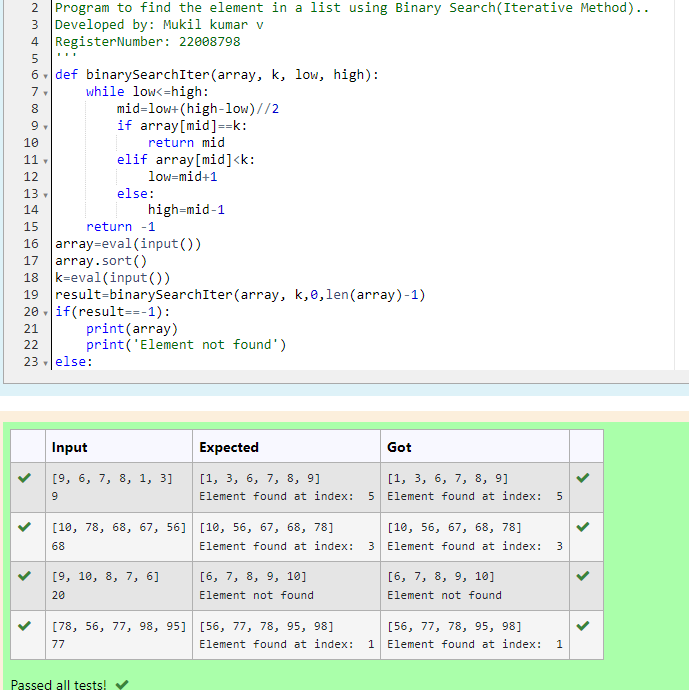 2 Program to find the element in a list using Binary Search(Iterative Method)..
3 Developed by: Mukil kumar v
4 RegisterNumber: 22008798
5 '''
6 def binarySearchIter(array, k, low, high):
7     while low<=high:
8         mid=low+(high-low)//2
9         if array[mid]==k:
10             return mid
11         elif array[mid]<k:
12             low=mid+1
13         else:
14             high=mid-1
15     return -1
16 array=eval(input())
17 array.sort()
18 k=eval(input())
19 result=binarySearchIter(array, k,0,len(array)-1)
20 if(result==-1):
21     print(array)
22     print('Element not found')
23 else:
Input Expected Got
[9, 6, 7, 8, 1, 3] [1, 3, 6, 7, 8, 9] [1, 3, 6, 7, 8, 9]
9 Element found at index:  5 Element found at index:  5
[10, 78, 68, 67, 56] [10, 56, 67, 68, 78] [10, 56, 67, 68, 78]
68 Element found at index:  3 Element found at index:  3
[9, 10, 8, 7, 6] [6, 7, 8, 9, 10] [6, 7, 8, 9, 10]
20 Element not found Element not found
[78, 56, 77, 98, 95] [56, 77, 78, 95, 98] [56, 77, 78, 95, 98]
77 Element found at index:  1 Element found at index:  1
Passed all tests!